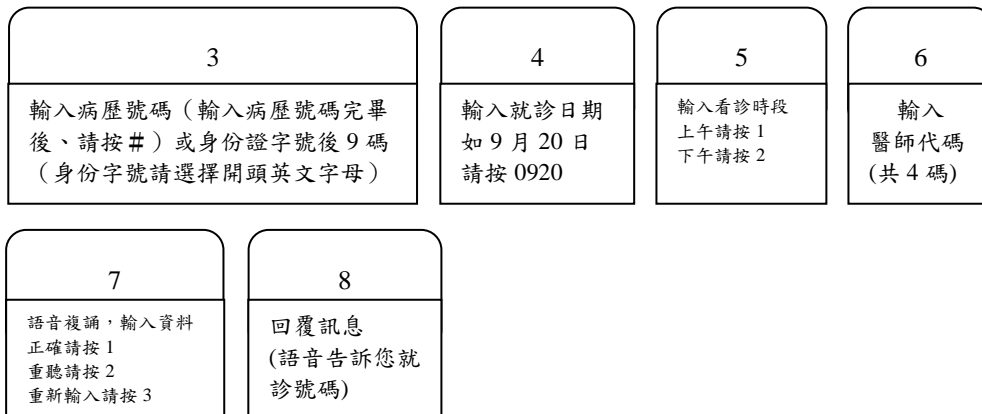 3
輸入病歷號碼（輸入病歷號碼完畢
後、請按＃）或身份證字號後 9 碼
（身份字號請選擇開頭英文字母）
4
輸入就診日期
如 9 月 20 日
請按 0920
5
輸入看診時段
上午請按 1
下午請按 2
6
輸入
醫師代碼
(共 4 碼)
7
語音複誦，輸入資料
正確請按 1
重聽請按 2
重新輸入請按 3
8
回覆訊息
(語音告訴您就
診號碼)